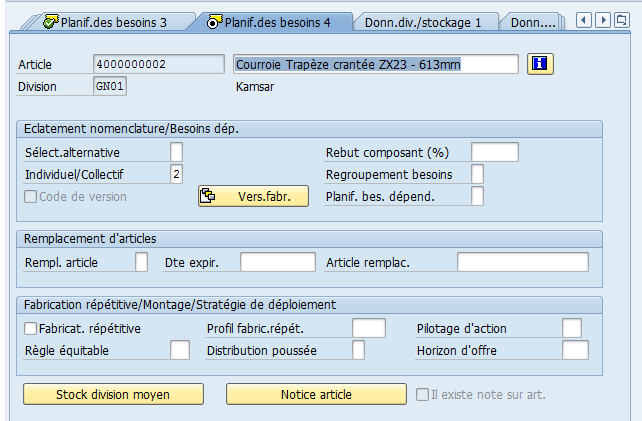 Planif.des besoins 3 Planif.des besoins 4 Donn.div./stockage 1 Donn....
Article 4000000002 Courroie Trapèze crantée ZX23 - 613mm
Division GN01 Kamsar
Eclatement nomenclature/Besoins dép.
Sélect.alternative Rebut composant (%)
Individuel/Collectif 2 Regroupement besoins
Code de version Vers.fabr. Planif. bes. dépend.
Remplacement d'articles
Rempl. article Dte expir. Article remplac.
Fabrication répétitive/Montage/Stratégie de déploiement
Fabricat. répétitive Profil fabric.répét. Pilotage d'action
Règle équitable Distribution poussée Horizon d'offre
Stock division moyen Notice article Il existe note sur art.